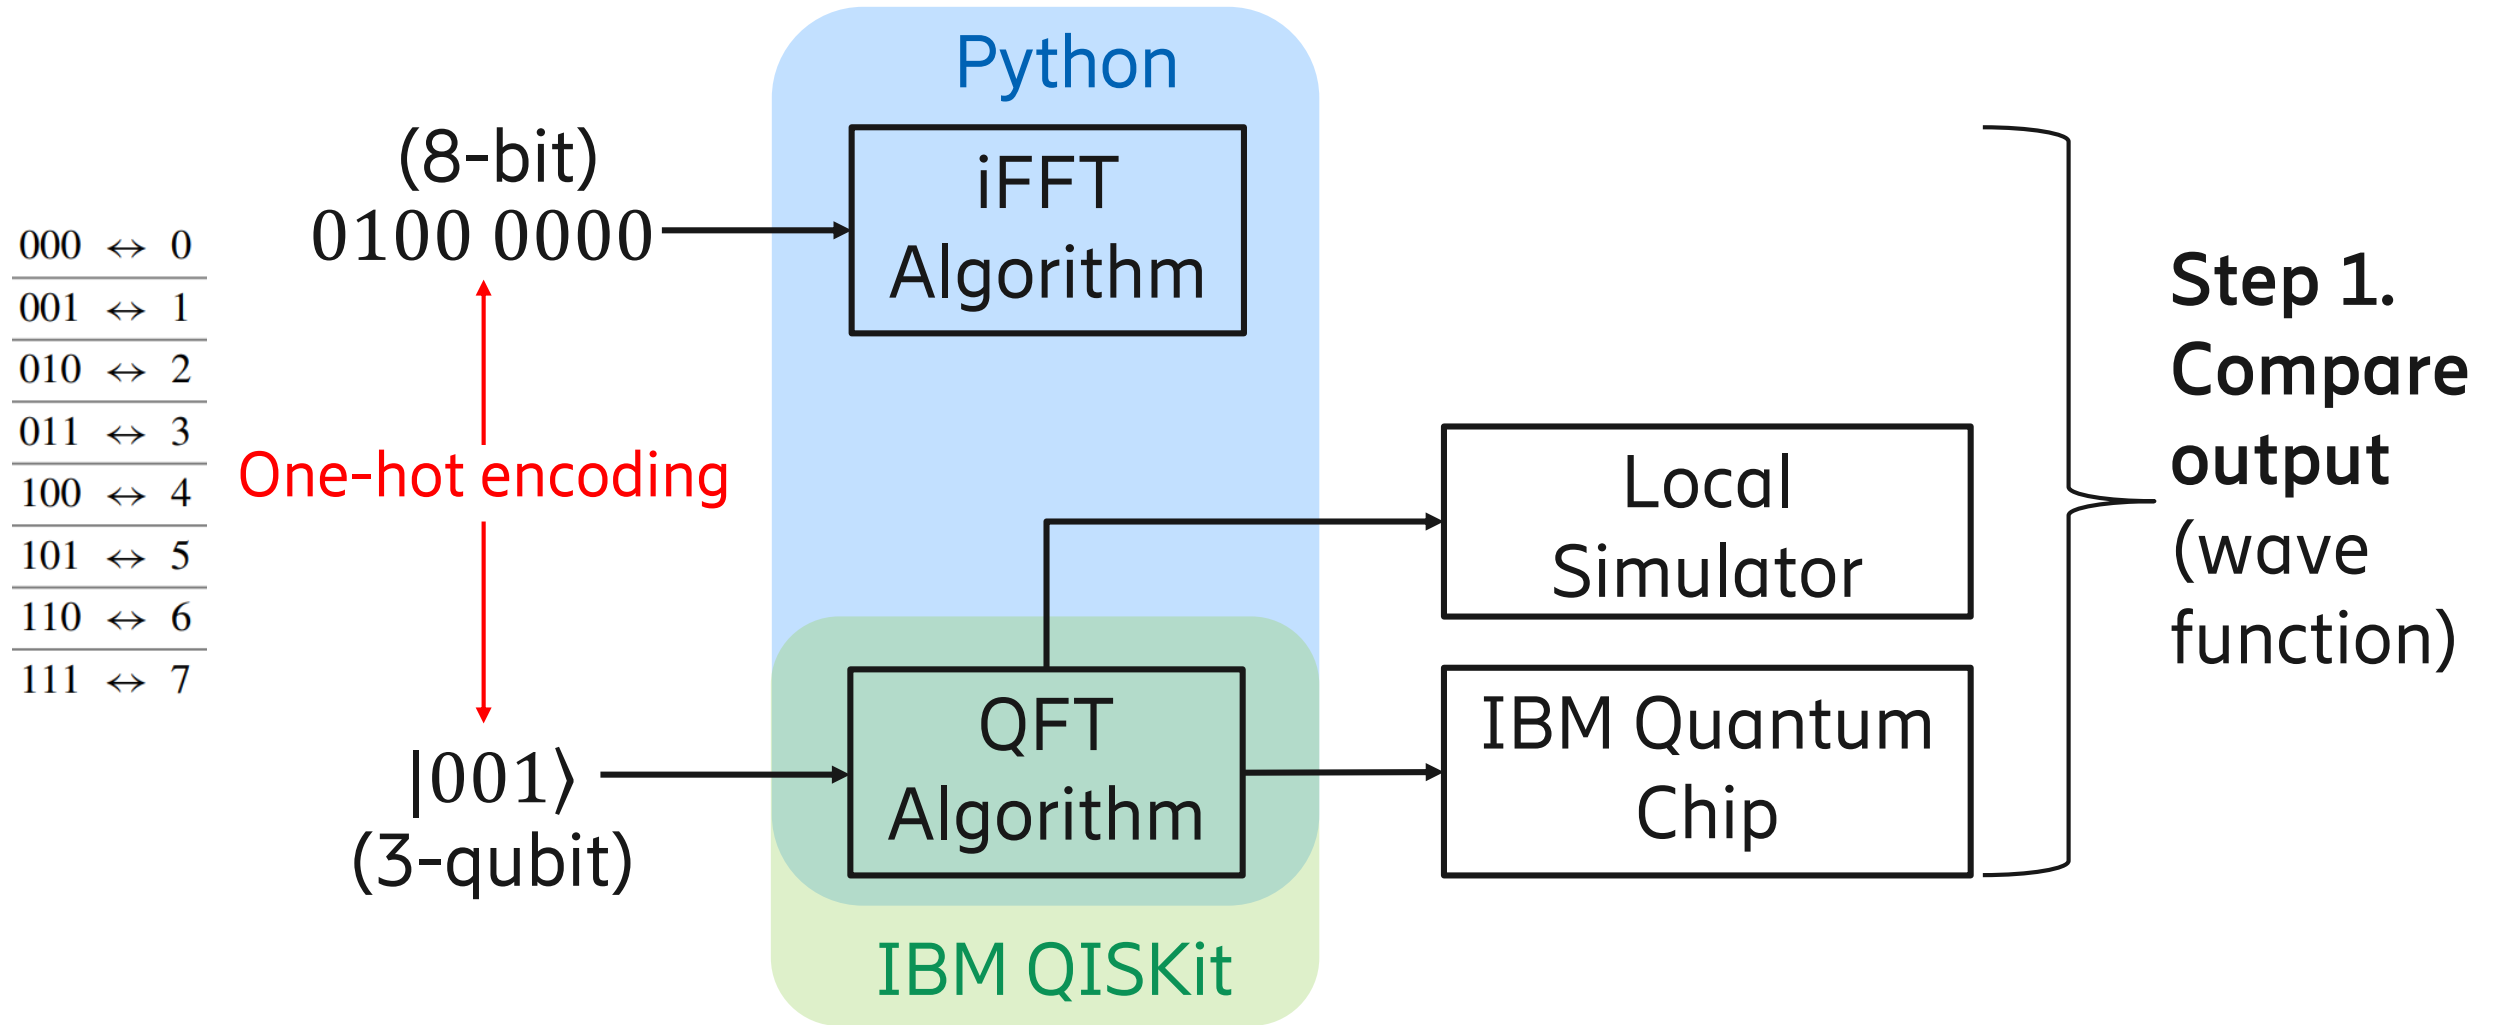 000 ↔ 0
001 ↔ 1
010 ↔ 2
011 ↔ 3
100 ↔ 4
101 ↔ 5
110 ↔ 6
111 ↔ 7
(8-bit)
0100 0000
One-hot encoding
|001⟩
(3-qubit)
Python
iFFT
Algorithm
QFT
Algorithm
IBM QISKit
Local
Simulator
IBM Quantum
Chip
Step 1.
Compare
output
(wave
function)